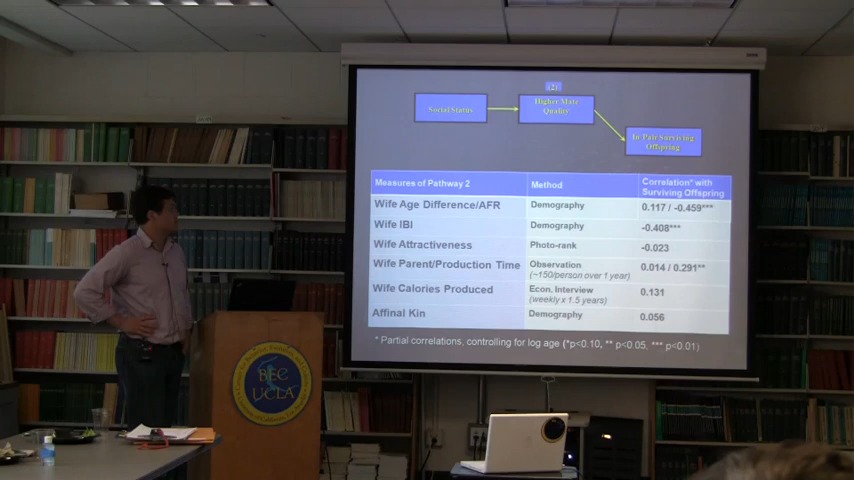 (2)
Social Status
Higher Mate
Quality
In-Pair Surviving
Offspring
Measures of Pathway 2
Method
Correlation* with
Surviving Offspring
Wife Age Difference/AFR
Demography
0.117 / -0.459***
Wife IBI
Demography
-0.408***
Wife Attractiveness
Photo-rank
-0.023
Wife Parent/Production Time
Observation
(~150/person over 1 year)
0.014 / 0.291**
Wife Calories Produced
Econ. Interview
(weekly x 1.5 years)
0.131
Affinal Kin
Demography
0.056
* Partial correlations, controlling for log age (*p<0.10, ** p<0.05, *** p<0.01)
BEC
UCLA